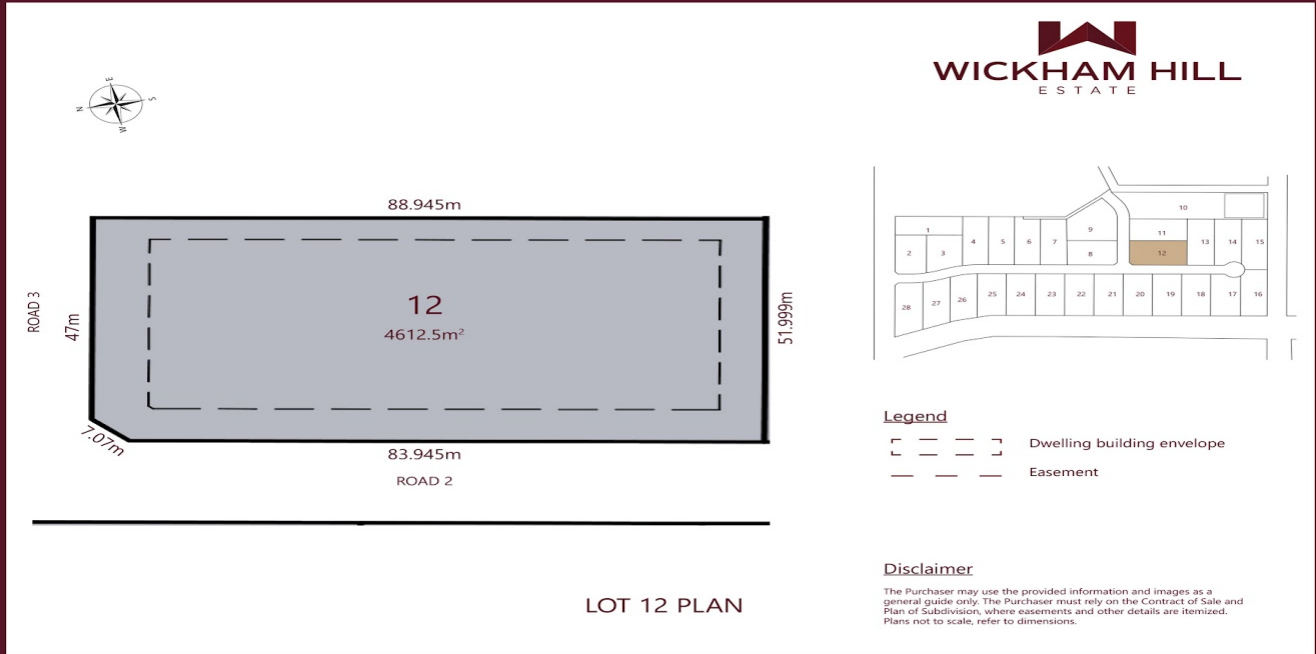 WICKHAM HILL
ESTATE
E
N
S
W
88.945m
ROAD 3
47m
12
4612.5m²
51.999m
7.07m
83.945m
ROAD 2
LOT 12 PLAN
10
1
9
11
2
3
4
5
6
7
8
12
13
14
15
28
27
26
25
24
23
22
21
20
19
18
17
16
Legend
Dwelling building envelope
Easement
Disclaimer
The Purchaser may use the provided information and images as a
general guide only. The Purchaser must rely on the Contract of Sale and
Plan of Subdivision, where easements and other details are itemized.
Plans not to scale, refer to dimensions.